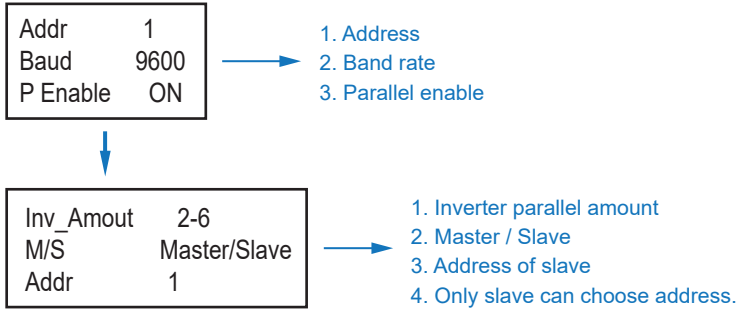 Addr 1
Baud 9600
P Enable ON
1. Address
2. Band rate
3. Parallel enable
Inv_Amout 2-6
M/S Master/Slave
Addr 1
1. Inverter parallel amount
2. Master / Slave
3. Address of slave
4. Only slave can choose address.